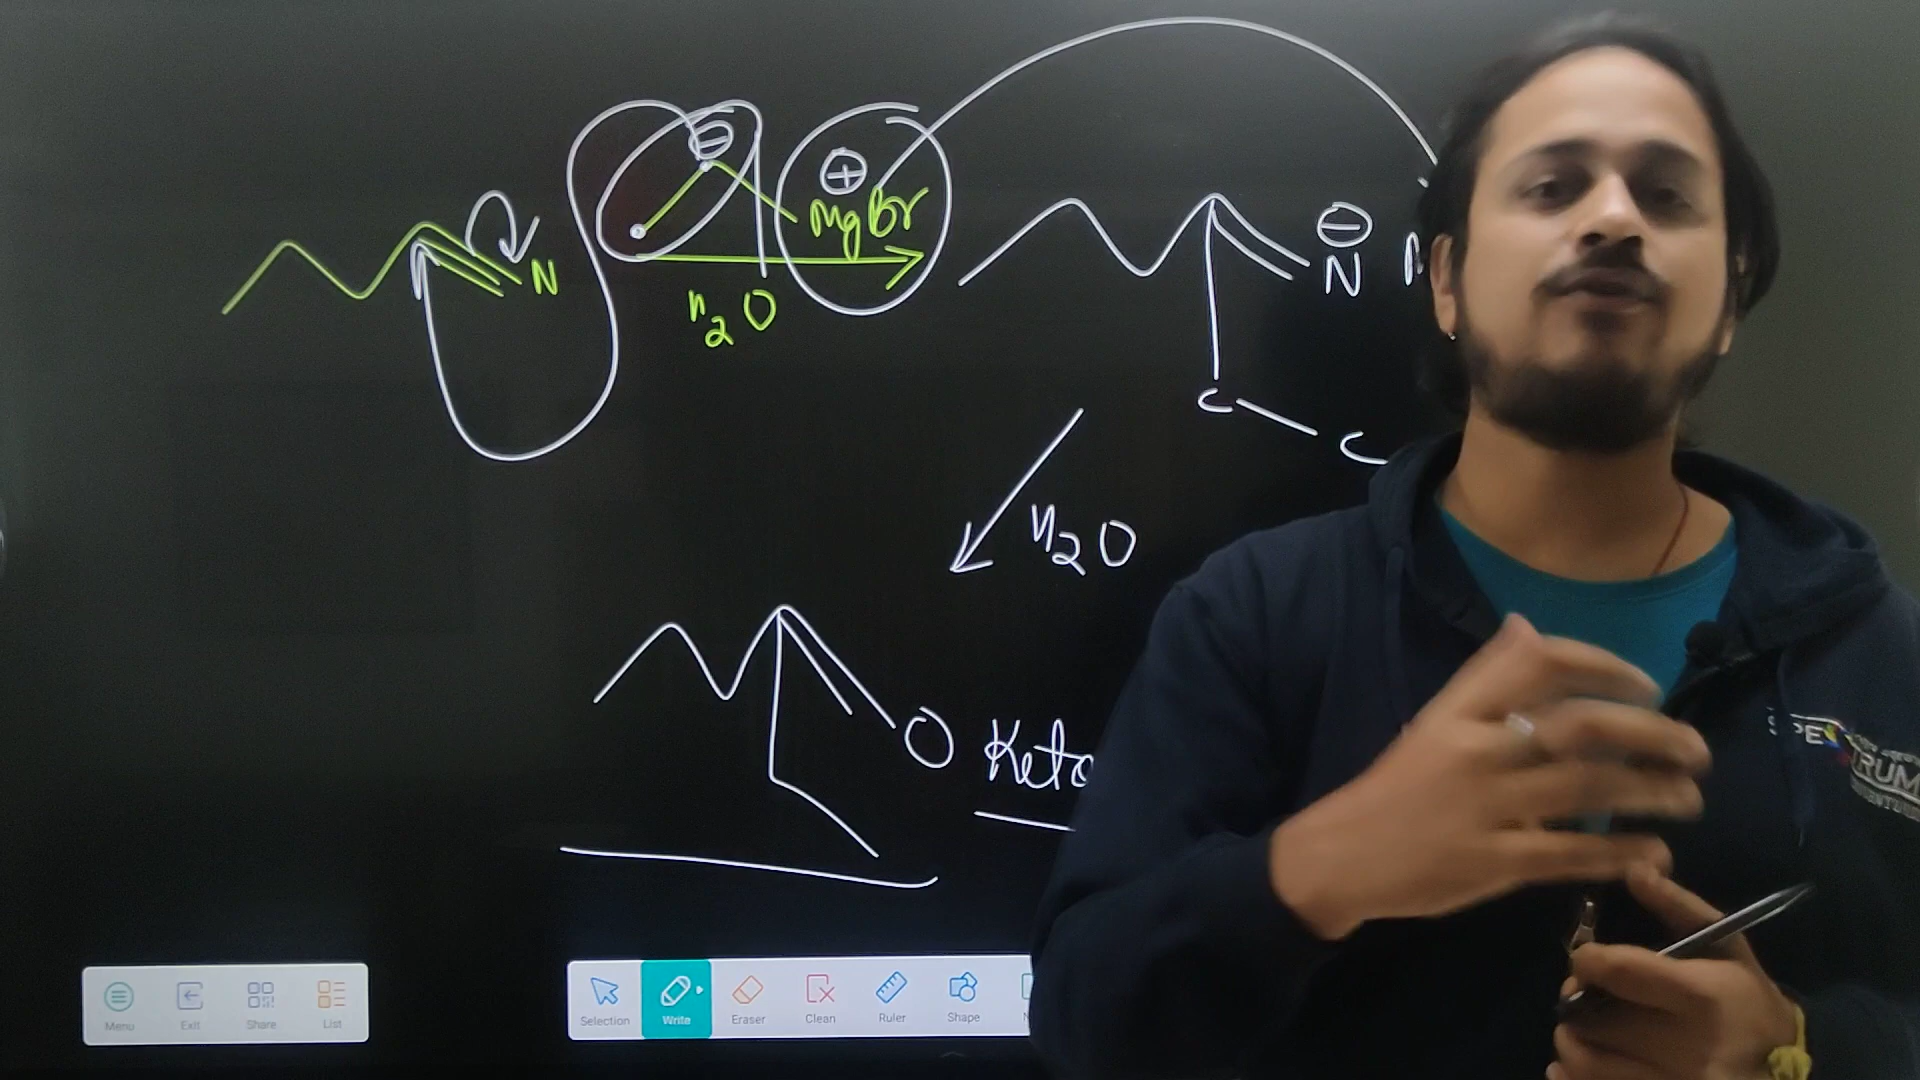 ⊖
⊕
MgBr
N
H2O
⊖
N
C
C
H2O
O
Keto
Menu
Exit
Share
List
Selection
Write
Eraser
Clean
Ruler
Shape